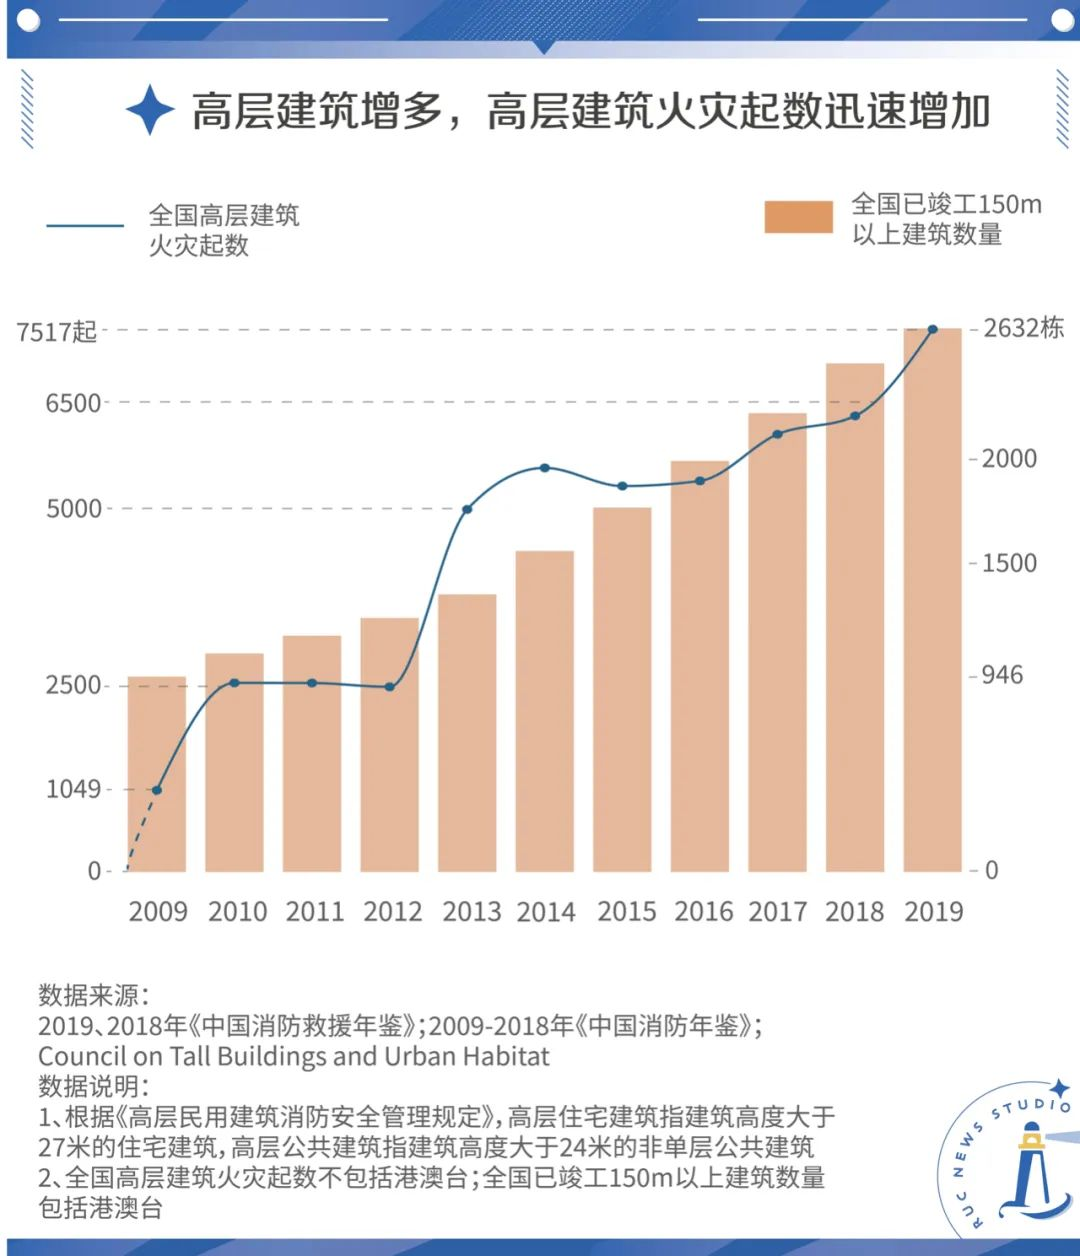 高层建筑增多，高层建筑火灾起数迅速增加
全国高层建筑
火灾起数
全国已竣工150m
以上建筑数量
7517起
6500
5000
2500
1049
0
2632栋
2000
1500
946
0
2009 2010 2011 2012 2013 2014 2015 2016 2017 2018 2019
数据来源：
2019、2018年《中国消防救援年鉴》；2009-2018年《中国消防年鉴》；
Council on Tall Buildings and Urban Habitat
数据说明：
1、根据《高层民用建筑消防安全管理规定》，高层住宅建筑指建筑高度大于
27米的住宅建筑，高层公共建筑指建筑高度大于24米的非单层公共建筑
2、全国高层建筑火灾起数不包括港澳台；全国已竣工150m以上建筑数量
包括港澳台
RUC NEWS STUDIO